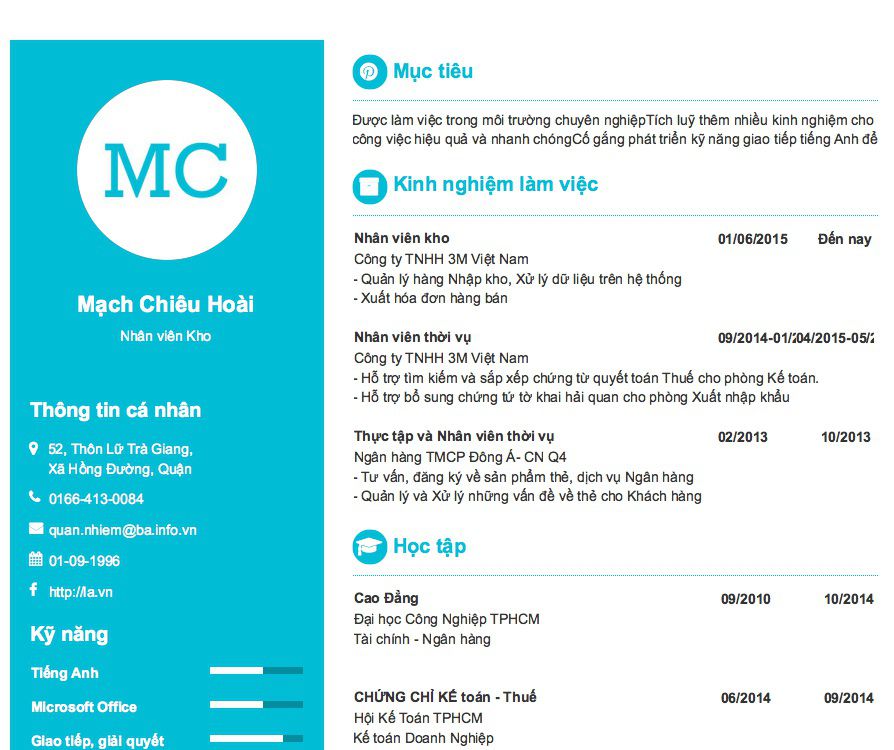 MC
Mạch Chiêu Hoài
Nhân viên Kho
Thông tin cá nhân
52, Thôn Lữ Trà Giang,
Xã Hồng Đường, Quận
0166-413-0084
quan.nhiem@ba.info.vn
01-09-1996
http://la.vn
Kỹ năng
Tiếng Anh
Microsoft Office
Giao tiếp, giải quyết
Mục tiêu
Được làm việc trong môi trường chuyên nghiệpTích luỹ thêm nhiều kinh nghiệm cho
công việc hiệu quả và nhanh chóngCố gắng phát triển kỹ năng giao tiếp tiếng Anh để
Kinh nghiệm làm việc
Nhân viên kho 01/06/2015 Đến nay
Công ty TNHH 3M Việt Nam
- Quản lý hàng Nhập kho, Xử lý dữ liệu trên hệ thống
- Xuất hóa đơn hàng bán
Nhân viên thời vụ 09/2014-01/2 04/2015-05/2
Công ty TNHH 3M Việt Nam
- Hỗ trợ tìm kiếm và sắp xếp chứng từ quyết toán Thuế cho phòng Kế toán.
- Hỗ trợ bổ sung chứng tứ tờ khai hải quan cho phòng Xuất nhập khẩu
Thực tập và Nhân viên thời vụ 02/2013 10/2013
Ngân hàng TMCP Đông Á- CN Q4
- Tư vấn, đăng ký về sản phẩm thẻ, dịch vụ Ngân hàng
- Quản lý và Xử lý những vấn đề về thẻ cho Khách hàng
Học tập
Cao Đẳng 09/2010 10/2014
Đại học Công Nghiệp TPHCM
Tài chính - Ngân hàng
CHỨNG CHỈ KẾ toán - Thuế 06/2014 09/2014
Hội Kế Toán TPHCM
Kế toán Doanh Nghiệp